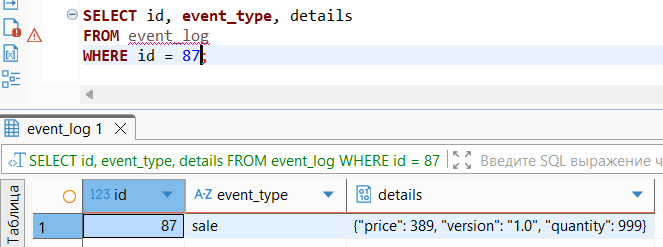 SELECT id, event_type, details
FROM event_log
WHERE id = 87;
event_log 1
SELECT id, event_type, details FROM event_log WHERE id = 87
Введите SQL выражение ч
Таблица
123 id
A-Z event_type
details
1
87
sale
{"price": 389, "version": "1.0", "quantity": 999}